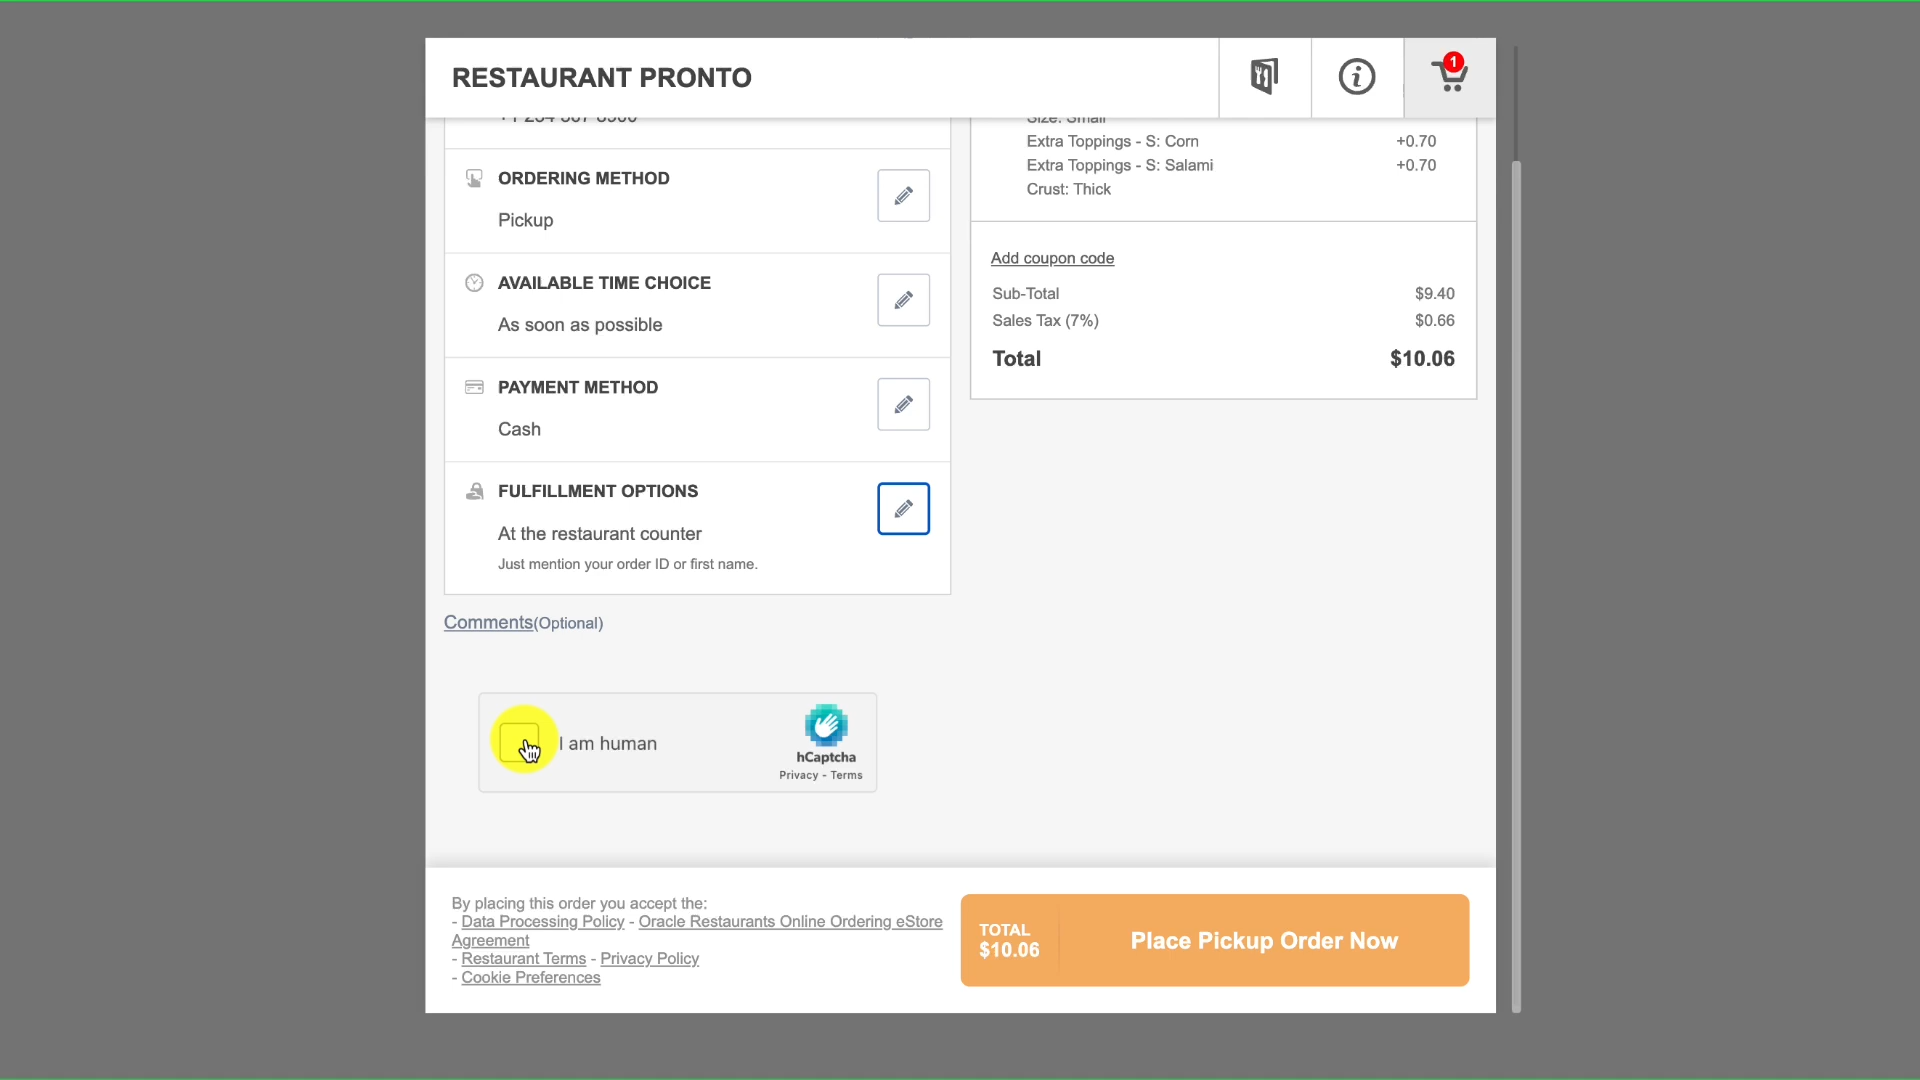 RESTAURANT PRONTO
1
ORDERING METHOD
Pickup
AVAILABLE TIME CHOICE
As soon as possible
PAYMENT METHOD
Cash
FULFILLMENT OPTIONS
At the restaurant counter
Just mention your order ID or first name.
Comments(Optional)
I am human
hCaptcha
Privacy - Terms
Size: Small
Extra Toppings - S: Corn +0.70
Extra Toppings - S: Salami +0.70
Crust: Thick
Add coupon code
Sub-Total $9.40
Sales Tax (7%) $0.66
Total $10.06
By placing this order you accept the:
- Data Processing Policy - Oracle Restaurants Online Ordering eStore
Agreement
- Restaurant Terms - Privacy Policy
- Cookie Preferences
TOTAL
$10.06
Place Pickup Order Now